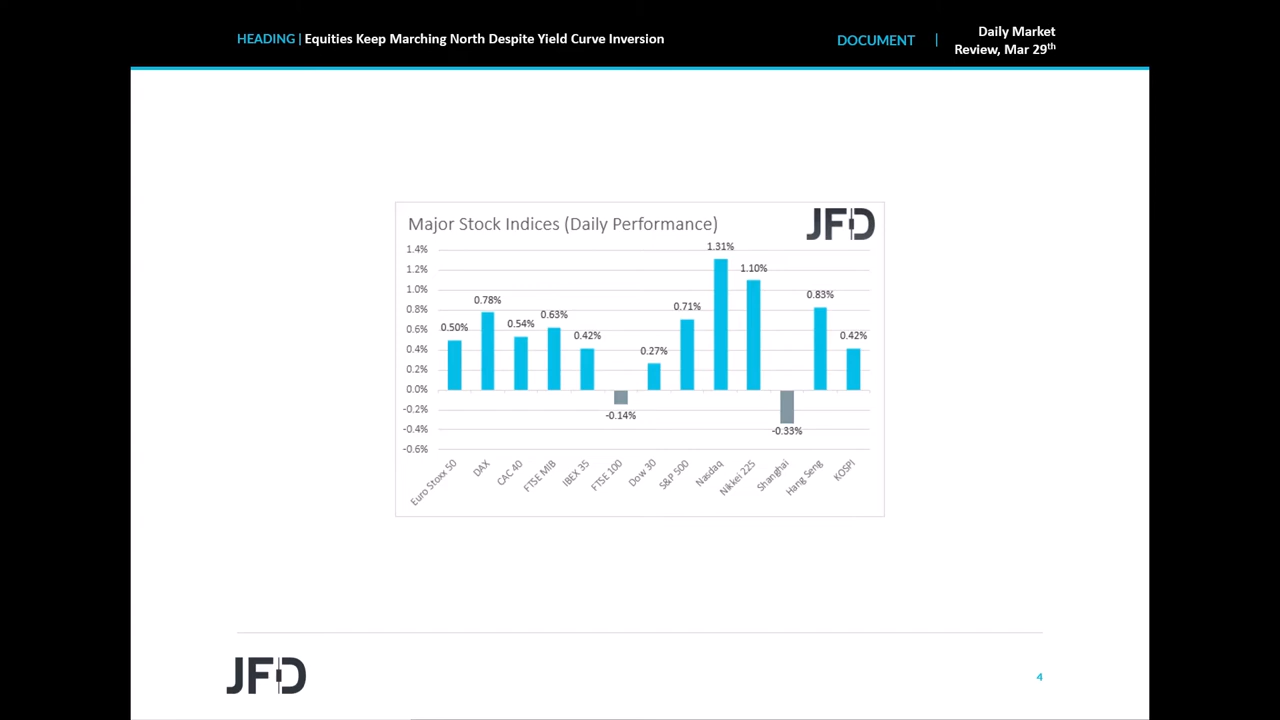 HEADING | Equities Keep Marching North Despite Yield Curve Inversion
DOCUMENT |
Daily Market
Review, Mar 29th
Major Stock Indices (Daily Performance)
JFD
1.4%
1.2%
1.0%
0.8%
0.6%
0.4%
0.2%
0.0%
-0.2%
-0.4%
-0.6%
0.50%
0.78%
0.54%
0.63%
0.42%
-0.14%
0.27%
0.71%
1.31%
1.10%
-0.33%
0.83%
0.42%
Euro Stoxx 50
DAX
CAC 40
FTSE MIB
IBEX 35
FTSE 100
Dow 30
S&P 500
Nasdaq
Nikkei 225
Shanghai
Hang Seng
KOSPI
JFD
4